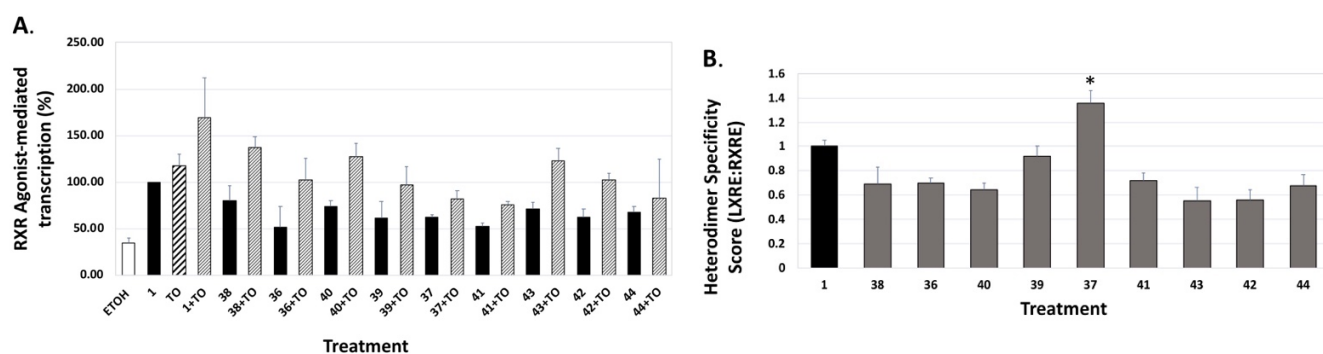 A.
RXR Agonist-mediated
transcription (%)
250.00
200.00
150.00
100.00
50.00
0.00
ETOH
1
TO
1+TO
38
38+TO
36
36+TO
40
40+TO
39
39+TO
37
37+TO
41
41+TO
43
43+TO
42
42+TO
44
44+TO
Treatment
B.
Heterodimer Specificity
Score (LXRE:RXRE)
1.6
1.4
1.2
1
0.8
0.6
0.4
0.2
0
*
1
38
36
40
39
37
41
43
42
44
Treatment